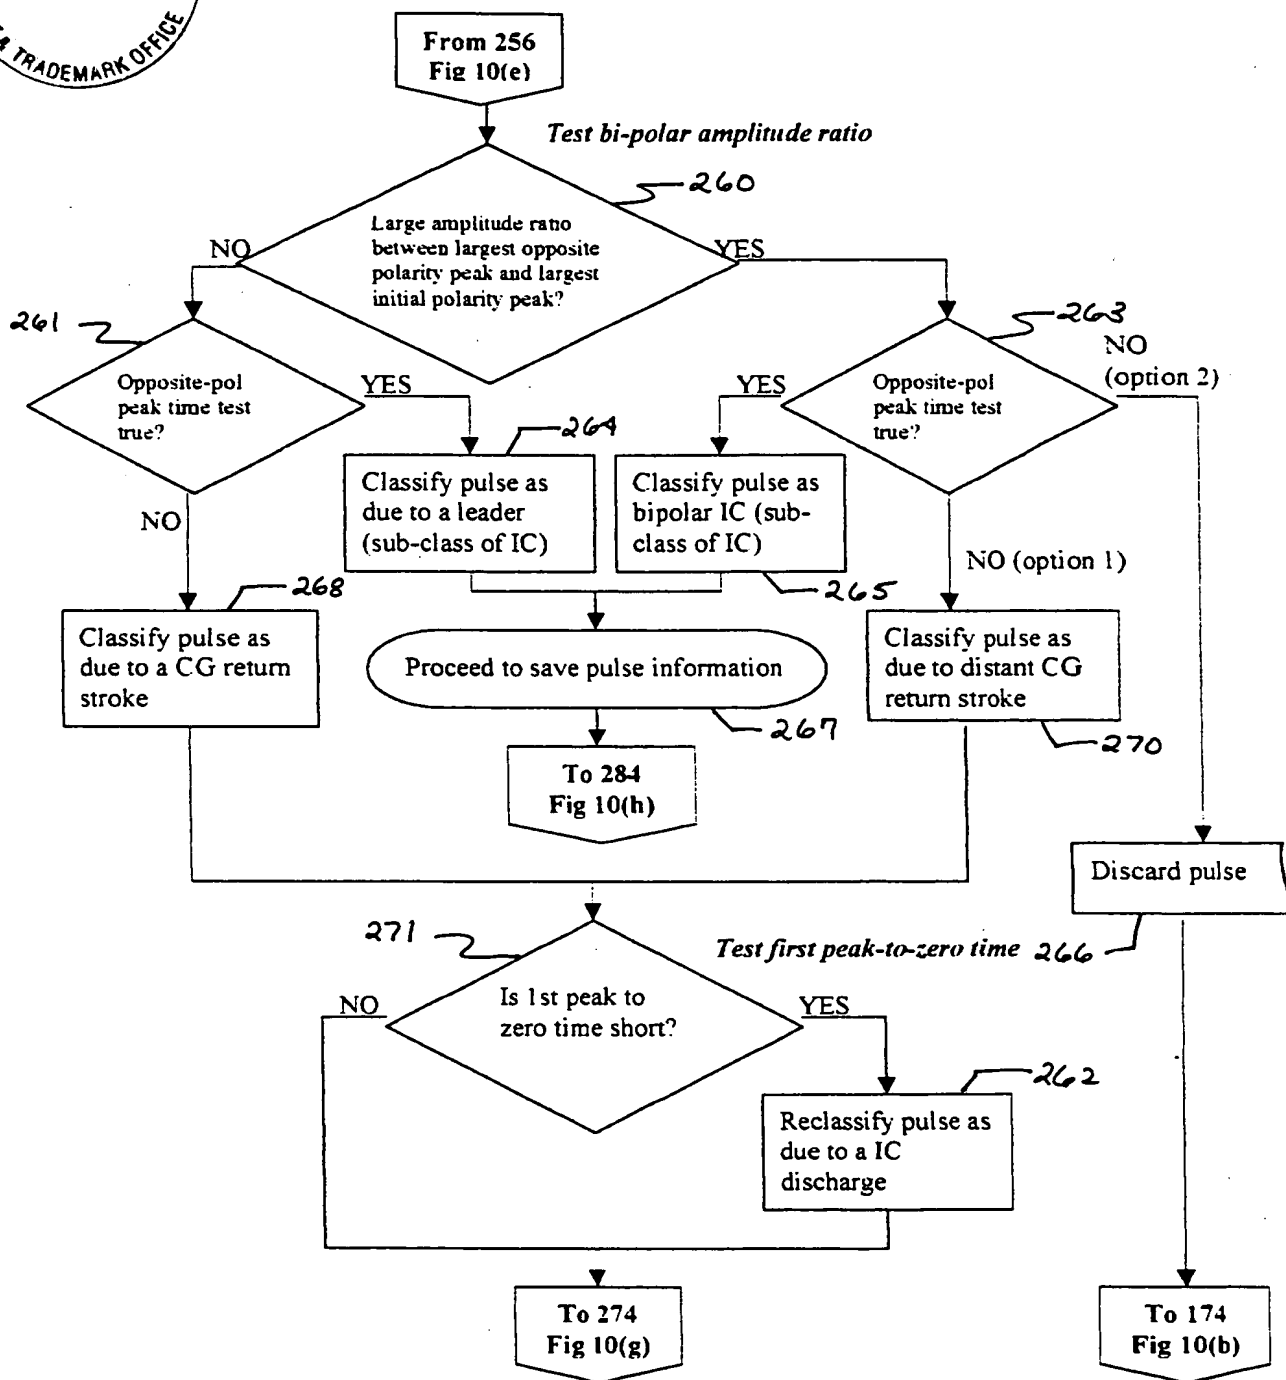 TRADEMARK OFFICE
From 256
Fig 10(e)
Test bi-polar amplitude ratio
260
Large amplitude ratio
between largest opposite
polarity peak and largest
initial polarity peak?
NO
YES
261
Opposite-pol
peak time test
true?
YES
NO
263
Opposite-pol
peak time test
true?
YES
NO
(option 2)
NO (option 1)
264
Classify pulse as
due to a leader
(sub-class of IC)
Classify pulse as
bipolar IC (sub-
class of IC)
265
268
Classify pulse as
due to a CG return
stroke
Proceed to save pulse information
267
Classify pulse as
due to distant CG
return stroke
270
To 284
Fig 10(h)
Discard pulse
266
271
Test first peak-to-zero time
Is 1st peak to
zero time short?
NO
YES
262
Reclassify pulse as
due to a IC
discharge
To 274
Fig 10(g)
To 174
Fig 10(b)